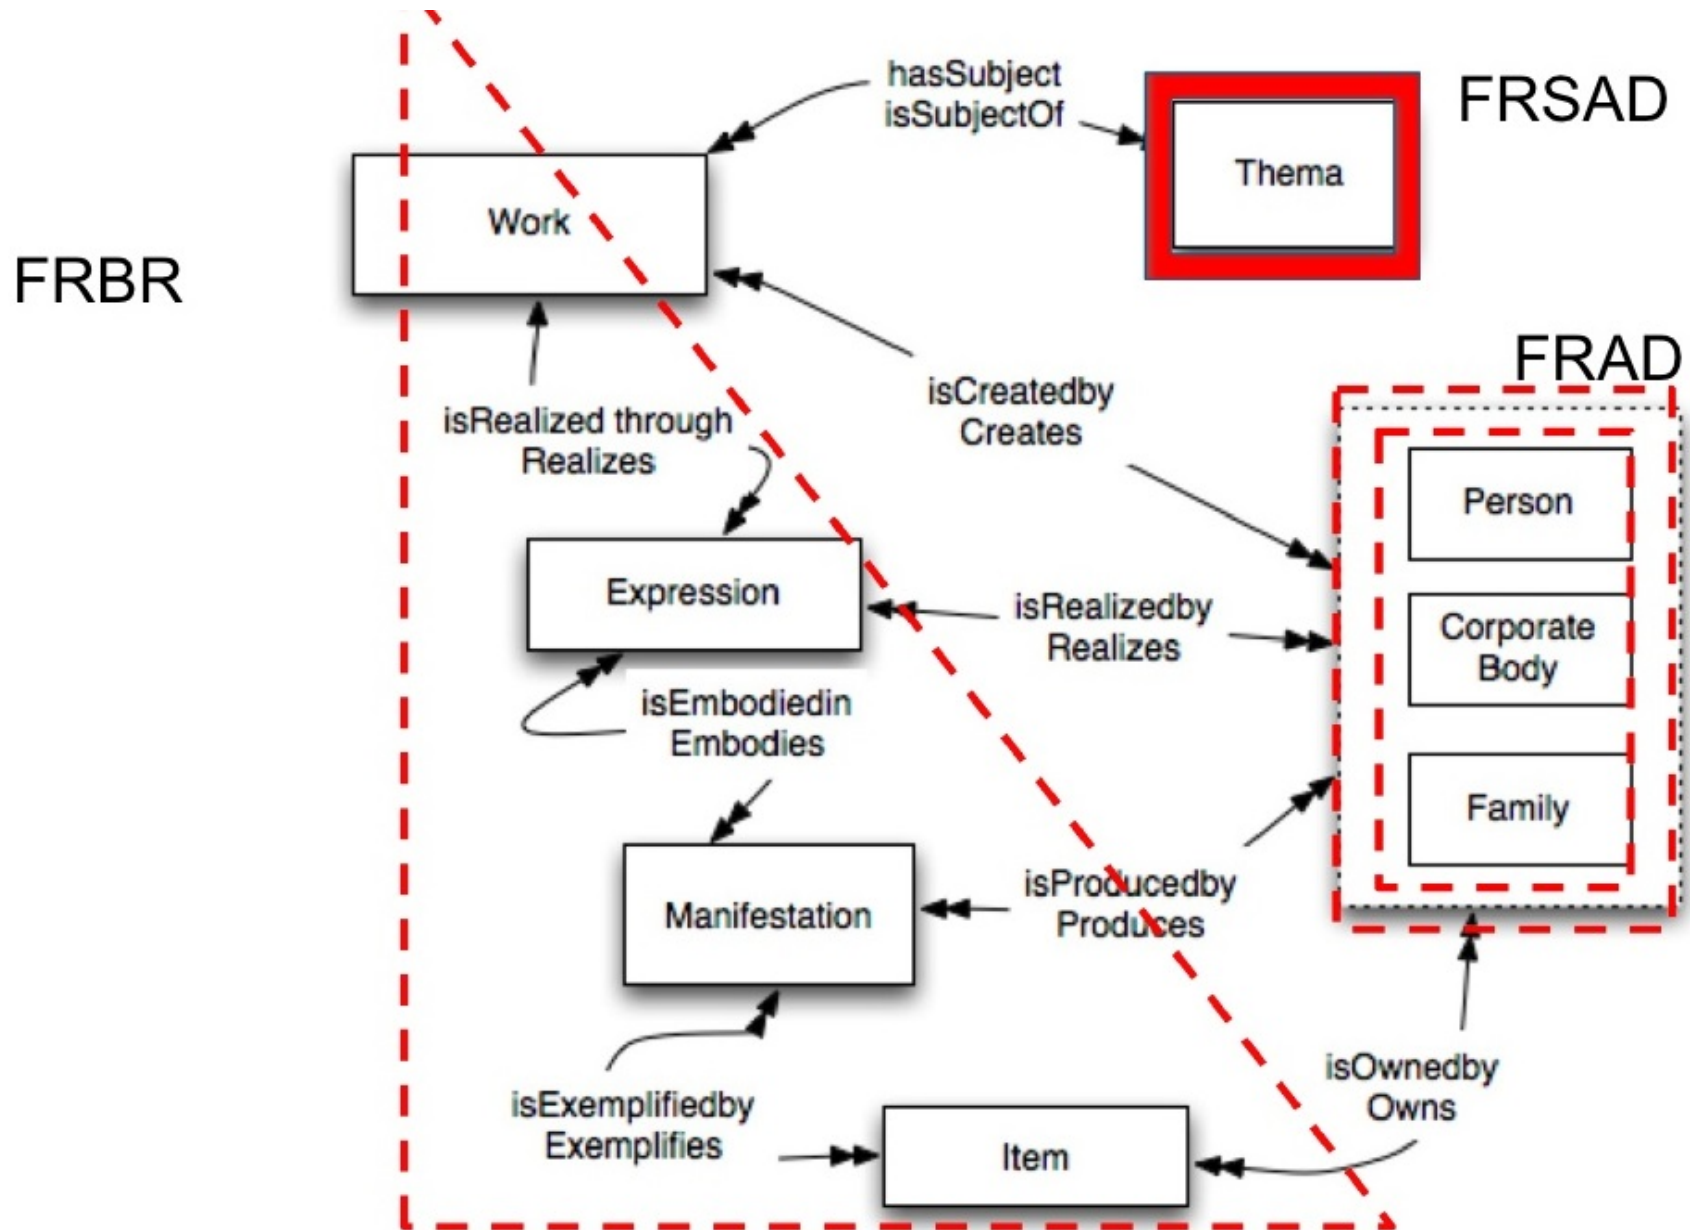 hasSubject
isSubjectOf
FRSAD
Thema
Work
FRBR
FRAD
isCreatedby
Creates
isRealized through
Realizes
Person
Expression
isRealizedby
Realizes
Corporate
Body
isEmbodiedin
Embodies
Family
Manifestation
isProducedby
Produces
isOwnedby
Owns
isExemplifiedby
Exemplifies
Item